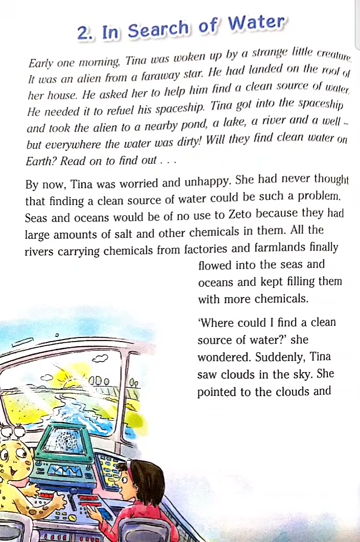 2. In Search of Water
Early one morning, Tina was woken up by a strange little creature.
It was an alien from a faraway star. He had landed on the roof of
her house. He asked her to help him find a clean source of water.
He needed it to refuel his spaceship. Tina got into the spaceship
and took the alien to a nearby pond, a lake, a river and a well –
but everywhere the water was dirty! Will they find clean water on
Earth? Read on to find out . . .
By now, Tina was worried and unhappy. She had never thought
that finding a clean source of water could be such a problem.
Seas and oceans would be of no use to Zeto because they had
large amounts of salt and other chemicals in them. All the
rivers carrying chemicals from factories and farmlands finally
flowed into the seas and
oceans and kept filling them
with more chemicals.
‘Where could I find a clean
source of water?’ she
wondered. Suddenly, Tina
saw clouds in the sky. She
pointed to the clouds and